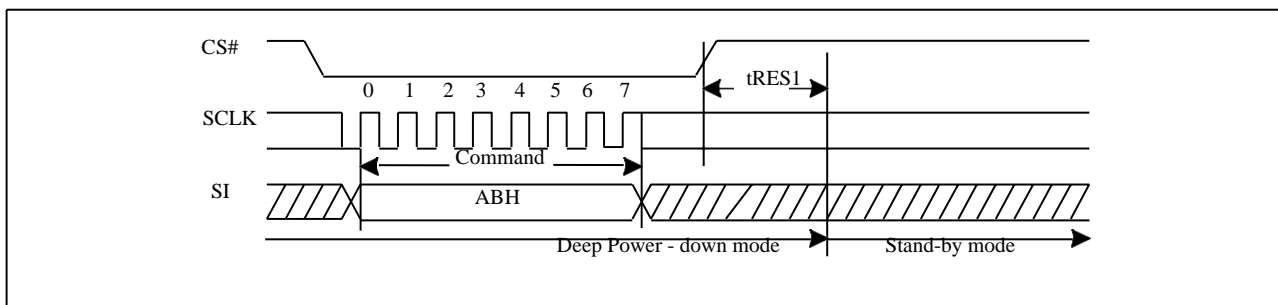 CS#
tRES1
0 1 2 3 4 5 6 7
SCLK
Command
SI
ABH
Deep Power - down mode
Stand-by mode